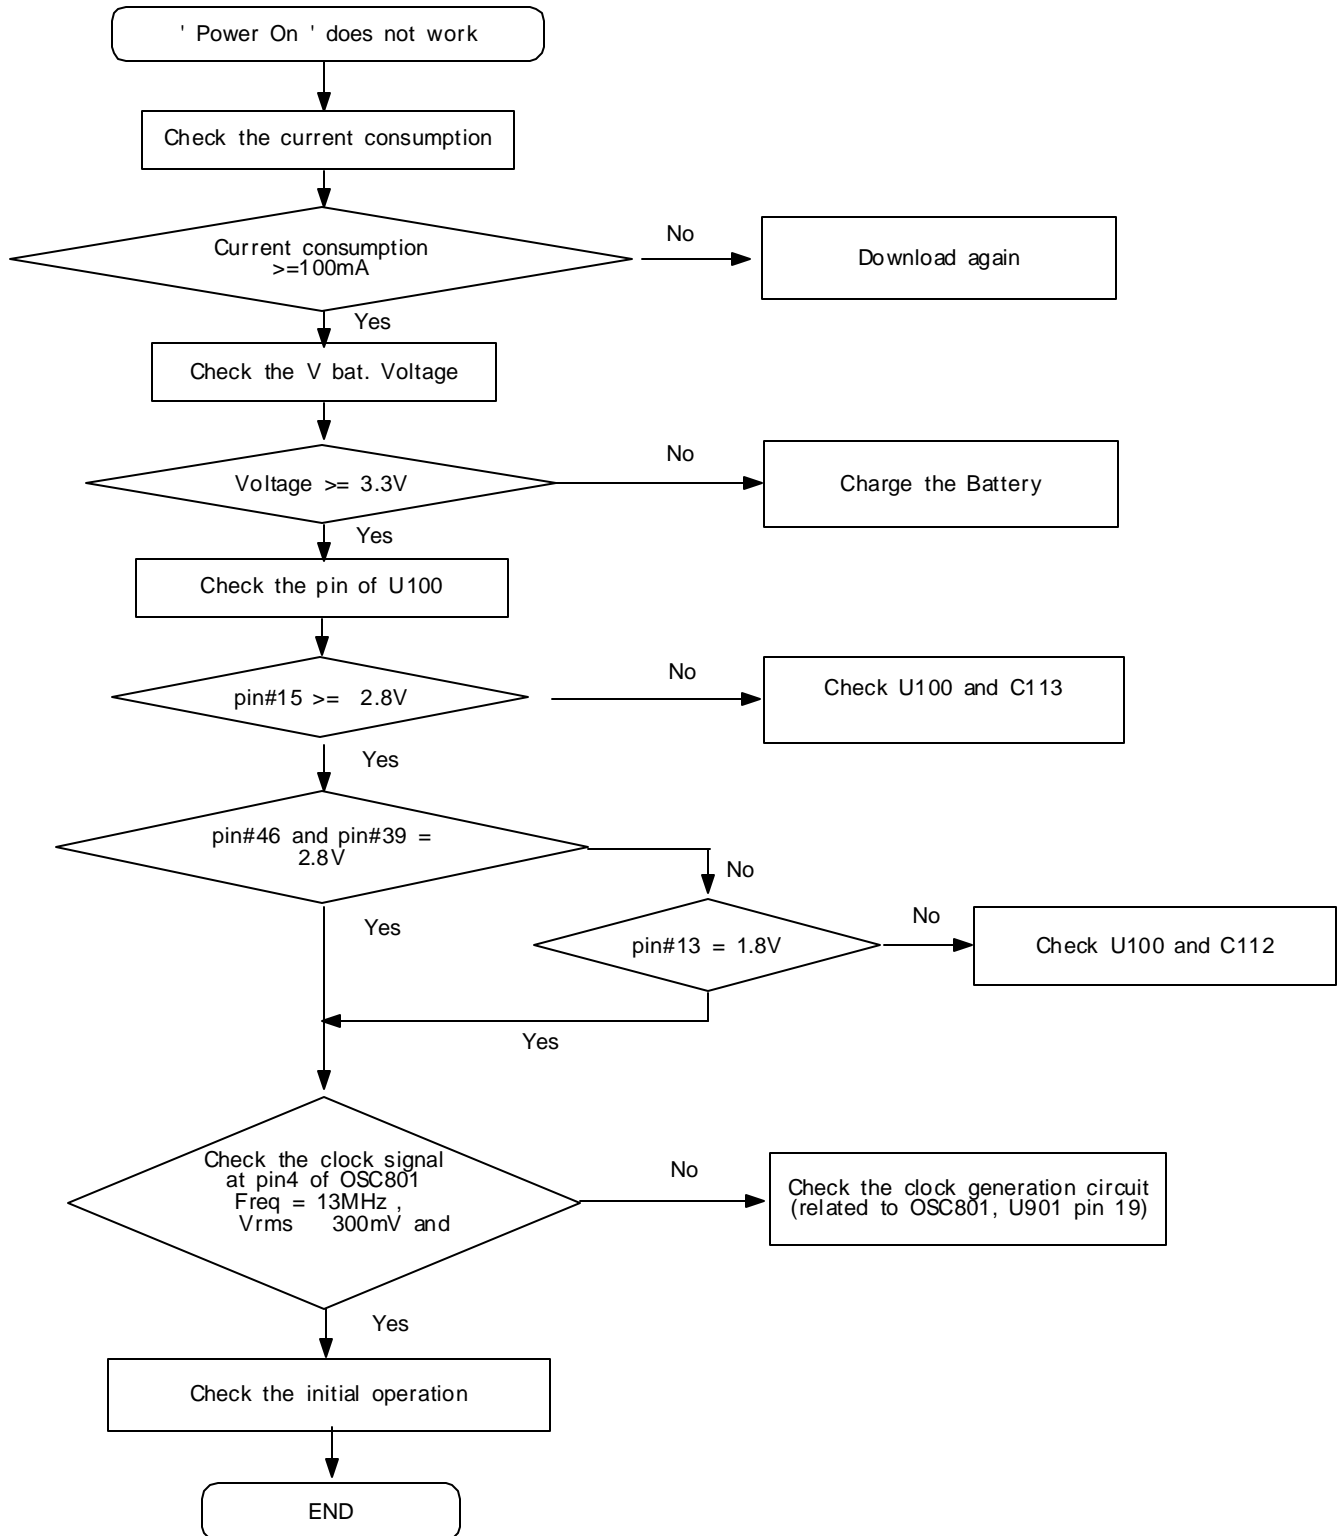 ' Power On ' does not work
Check the current consumption
Current consumption
>=100mA
No
Download again
Yes
Check the V bat. Voltage
Voltage >= 3.3V
No
Charge the Battery
Yes
Check the pin of U100
pin#15 >= 2.8V
No
Check U100 and C113
Yes
pin#46 and pin#39 =
2.8V
No
Yes
pin#13 = 1.8V
No
Check U100 and C112
Yes
Check the clock signal
at pin4 of OSC801
Freq = 13MHz ,
Vrms 300mV and
No
Check the clock generation circuit
(related to OSC801, U901 pin 19)
Yes
Check the initial operation
END